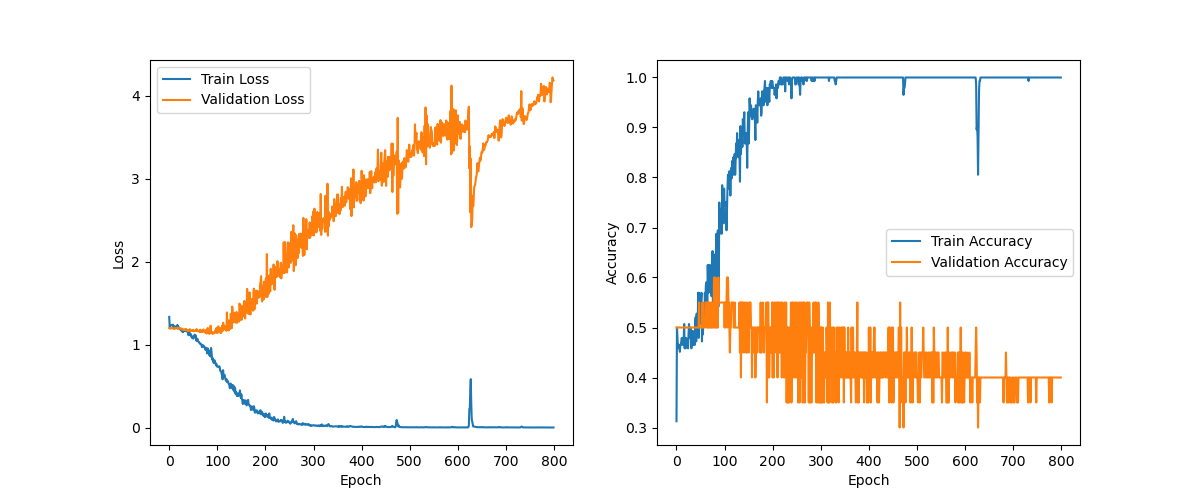 Train Loss
Validation Loss
Loss
4
3
2
1
0
0 100 200 300 400 500 600 700 800
Epoch
Train Accuracy
Validation Accuracy
Accuracy
1.0
0.9
0.8
0.7
0.6
0.5
0.4
0.3
0 100 200 300 400 500 600 700 800
Epoch